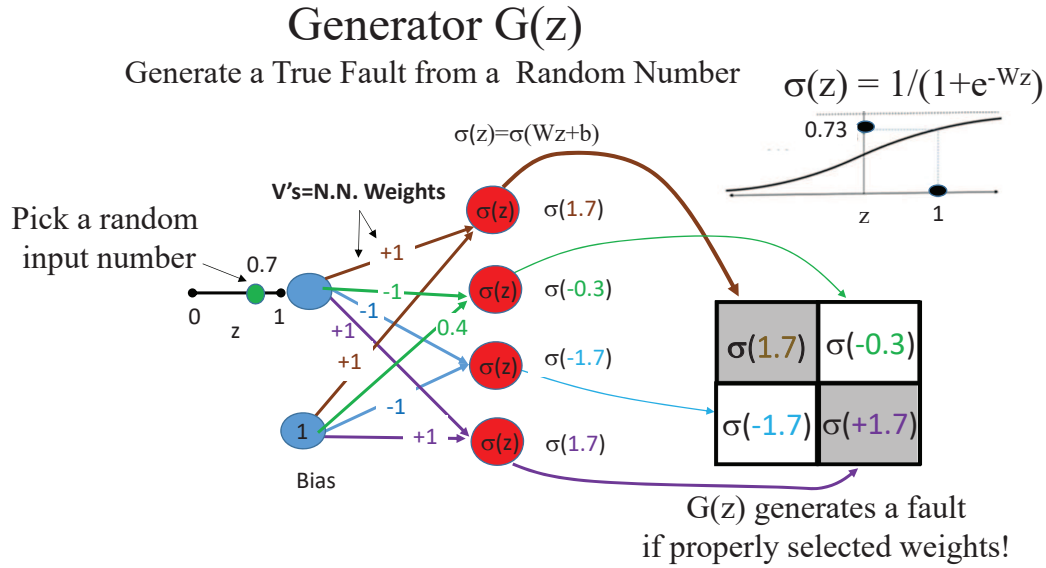 Generator G(z)
Generate a True Fault from a Random Number
σ(z) = 1/(1+e^-Wz)
0.73
z
1
σ(z)=σ(Wz+b)
V's=N.N. Weights
Pick a random
input number
0.7
0
z
1
+1
-1
-1
+1
+1
0.4
-1
+1
1
Bias
σ(z)
σ(1.7)
σ(z)
σ(-0.3)
σ(z)
σ(-1.7)
σ(z)
σ(1.7)
σ(1.7)
σ(-0.3)
σ(-1.7)
σ(+1.7)
G(z) generates a fault
if properly selected weights!